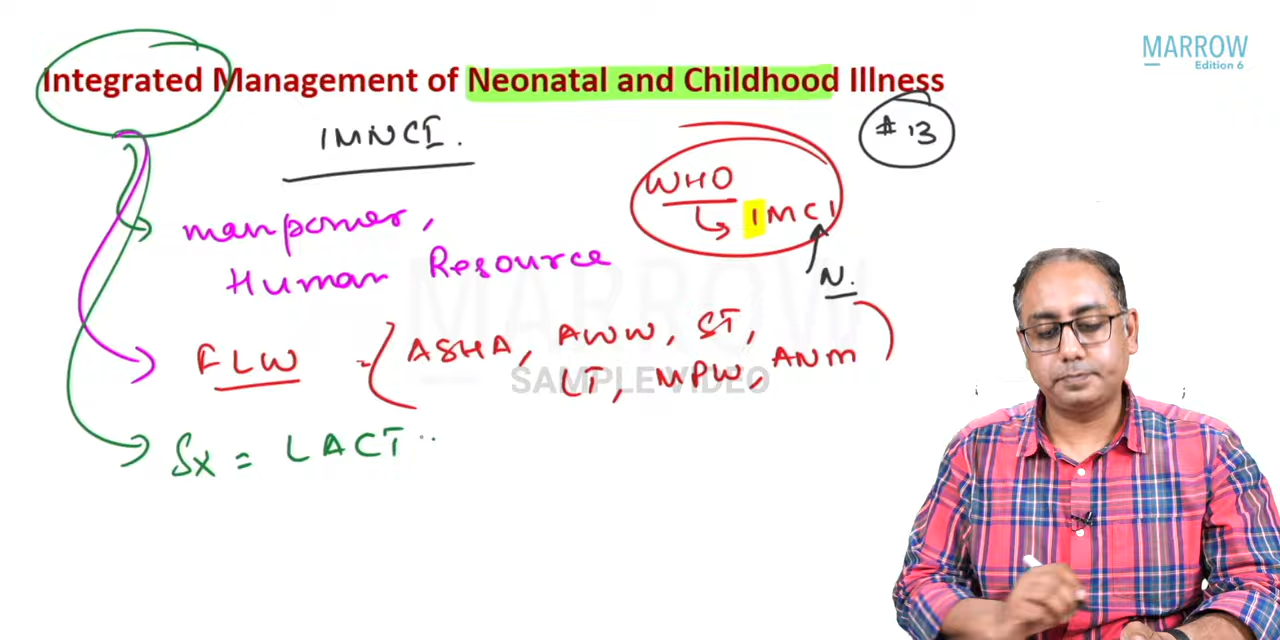 MARROW
Edition 6
Integrated Management of Neonatal and Childhood Illness
IMNCI.
# 13
WHO
IMCI
N.
manpower,
Human Resource
MARROW
FLW = (ASHA, AWW, ST,
LT, MPW, ANM)
SAMPLE VIDEO
Sx = LACT